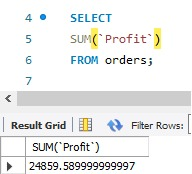 4 SELECT
5 SUM(`Profit`)
6 FROM orders;
Result Grid Filter Rows:
SUM(`Profit`)
24859.589999999997